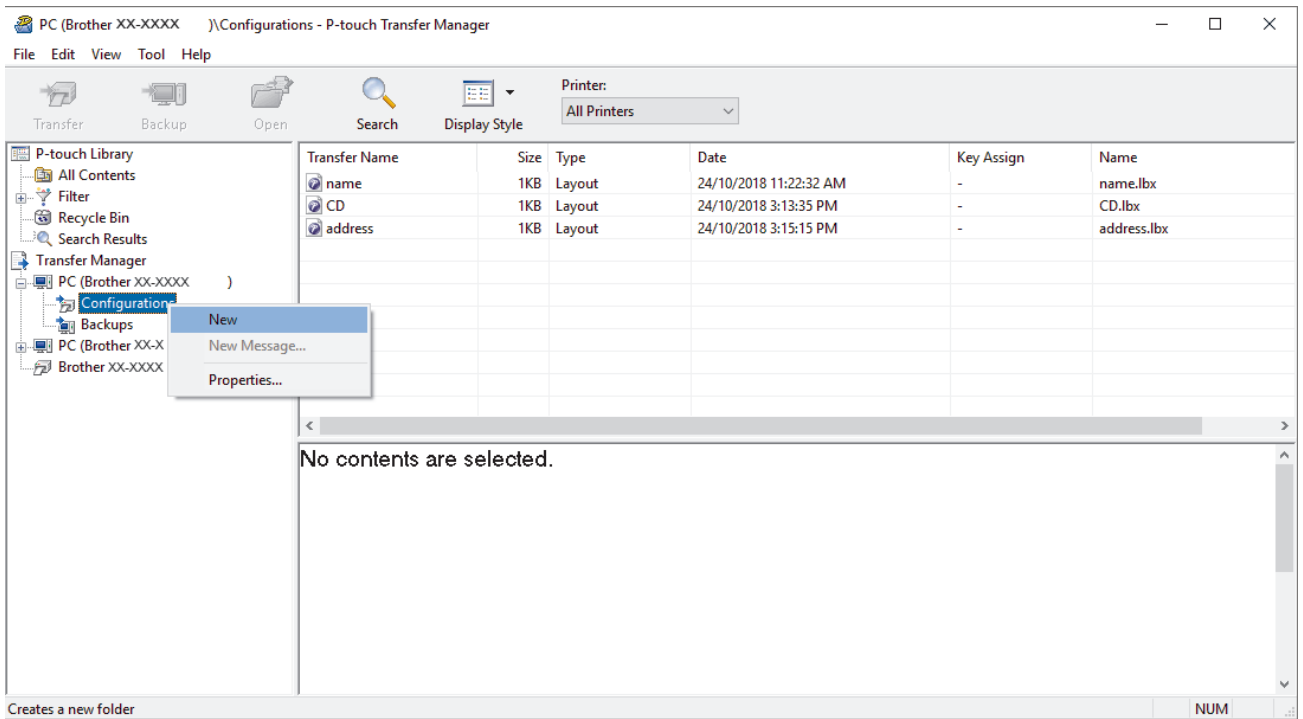 PC (Brother XX-XXXX )\Configurations - P-touch Transfer Manager
File Edit View Tool Help
Transfer Backup Open Search Display Style
Printer:
All Printers
P-touch Library
All Contents
Filter
Recycle Bin
Search Results
Transfer Manager
PC (Brother XX-XXXX )
Configurations
Backups
PC (Brother XX-X
Brother XX-XXXX
New
New Message...
Properties...
Transfer Name Size Type Date Key Assign Name
name 1KB Layout 24/10/2018 11:22:32 AM - name.lbx
CD 1KB Layout 24/10/2018 3:13:35 PM - CD.lbx
address 1KB Layout 24/10/2018 3:15:15 PM - address.lbx
No contents are selected.
Creates a new folder NUM